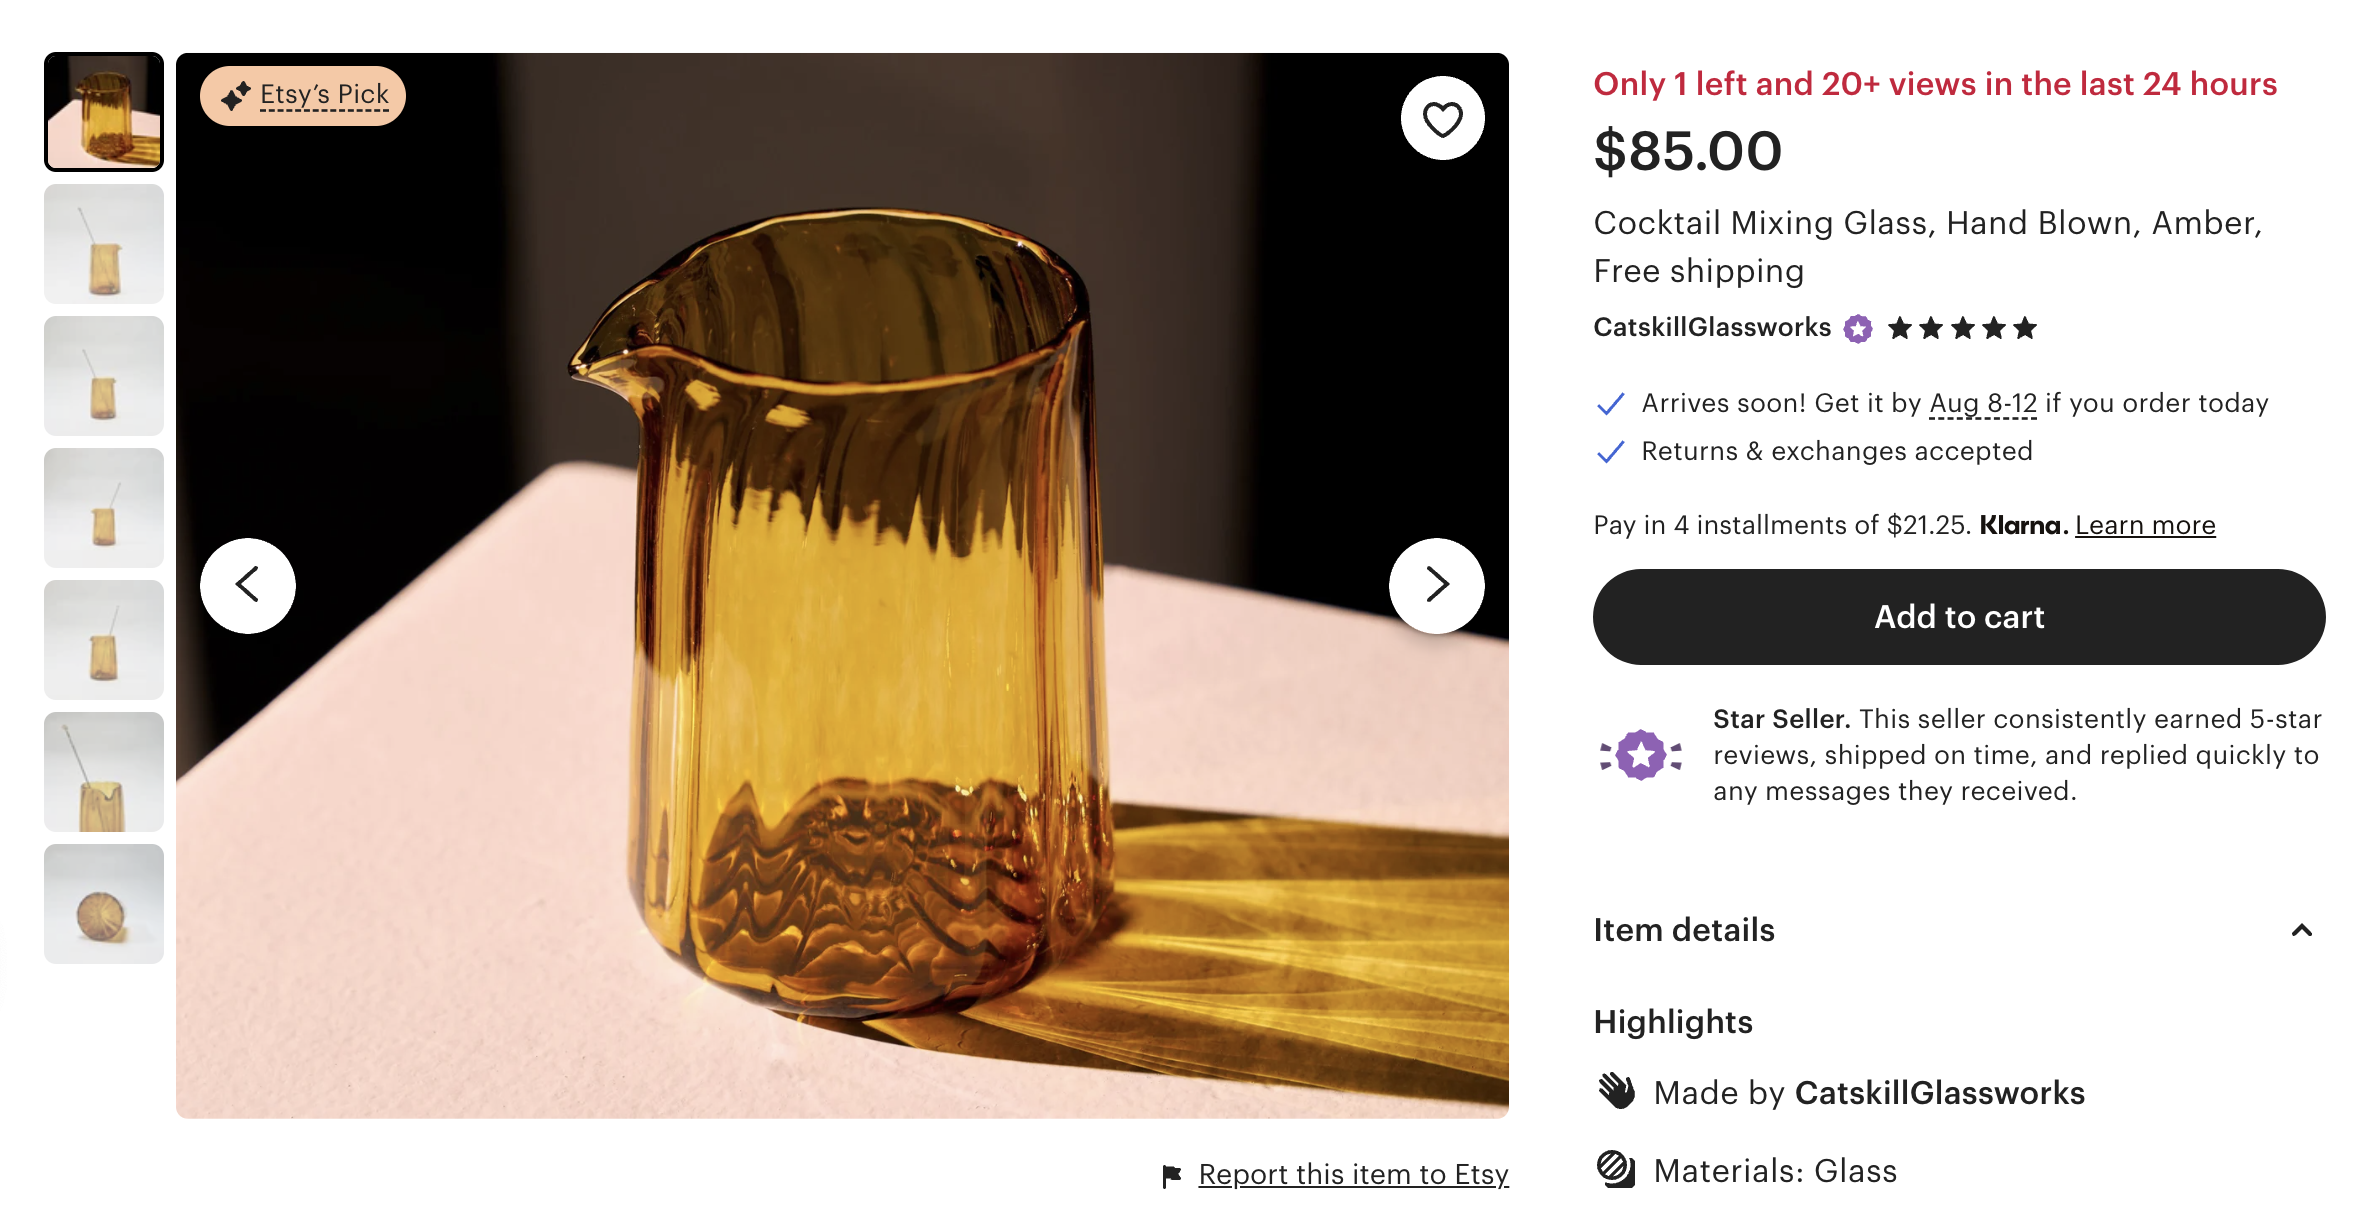 Etsy’s Pick
Only 1 left and 20+ views in the last 24 hours
$85.00
Cocktail Mixing Glass, Hand Blown, Amber,
Free shipping
CatskillGlassworks
Arrives soon! Get it by Aug 8-12 if you order today
Returns & exchanges accepted
Pay in 4 installments of $21.25. Klarna. Learn more
Add to cart
Star Seller. This seller consistently earned 5-star
reviews, shipped on time, and replied quickly to
any messages they received.
Item details
Highlights
Made by CatskillGlassworks
Materials: Glass
Report this item to Etsy